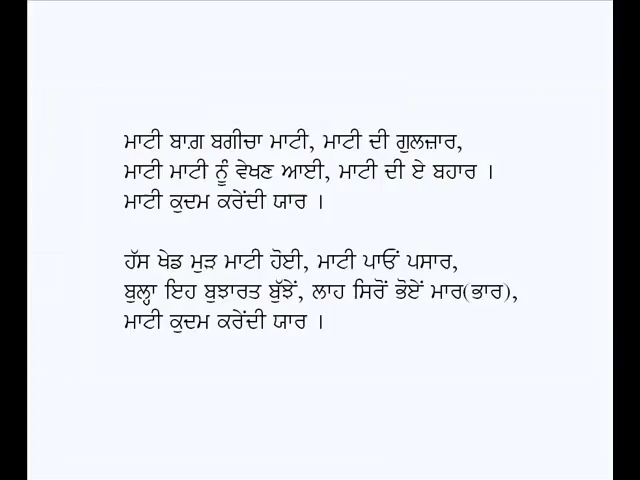 ਮਾਟੀ ਬਾਗ਼ ਬਗੀਚਾ ਮਾਟੀ, ਮਾਟੀ ਦੀ ਗੁਲਜ਼ਾਰ,
ਮਾਟੀ ਮਾਟੀ ਨੂੰ ਵੇਖਣ ਆਈ, ਮਾਟੀ ਦੀ ਏ ਬਹਾਰ ।
ਮਾਟੀ ਕੁਦਮ ਕਰੇਂਦੀ ਯਾਰ ।
ਹੱਸ ਖੇਡ ਮੁੜ ਮਾਟੀ ਹੋਈ, ਮਾਟੀ ਪਾਓਂ ਪਸਾਰ,
ਬੁਲ੍ਹਾ ਇਹ ਬੁਝਾਰਤ ਬੁੱਝੇਂ, ਲਾਹ ਸਿਰੋਂ ਭੋਏਂ ਮਾਰ(ਭਾਰ),
ਮਾਟੀ ਕੁਦਮ ਕਰੇਂਦੀ ਯਾਰ ।